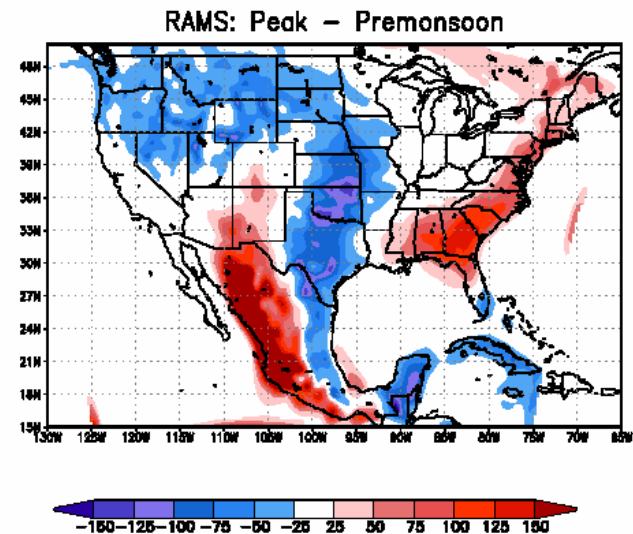 RAMS: Peak – Premonsoon
48N
45N
42N
39N
36N
33N
30N
27N
24N
21N
18N
15N
130W 125W 120W 115W 110W 105W 100W 95W 90W 85W 80W 75W 70W 65W
-150 -125 -100 -75 -50 -25 25 50 75 100 125 150